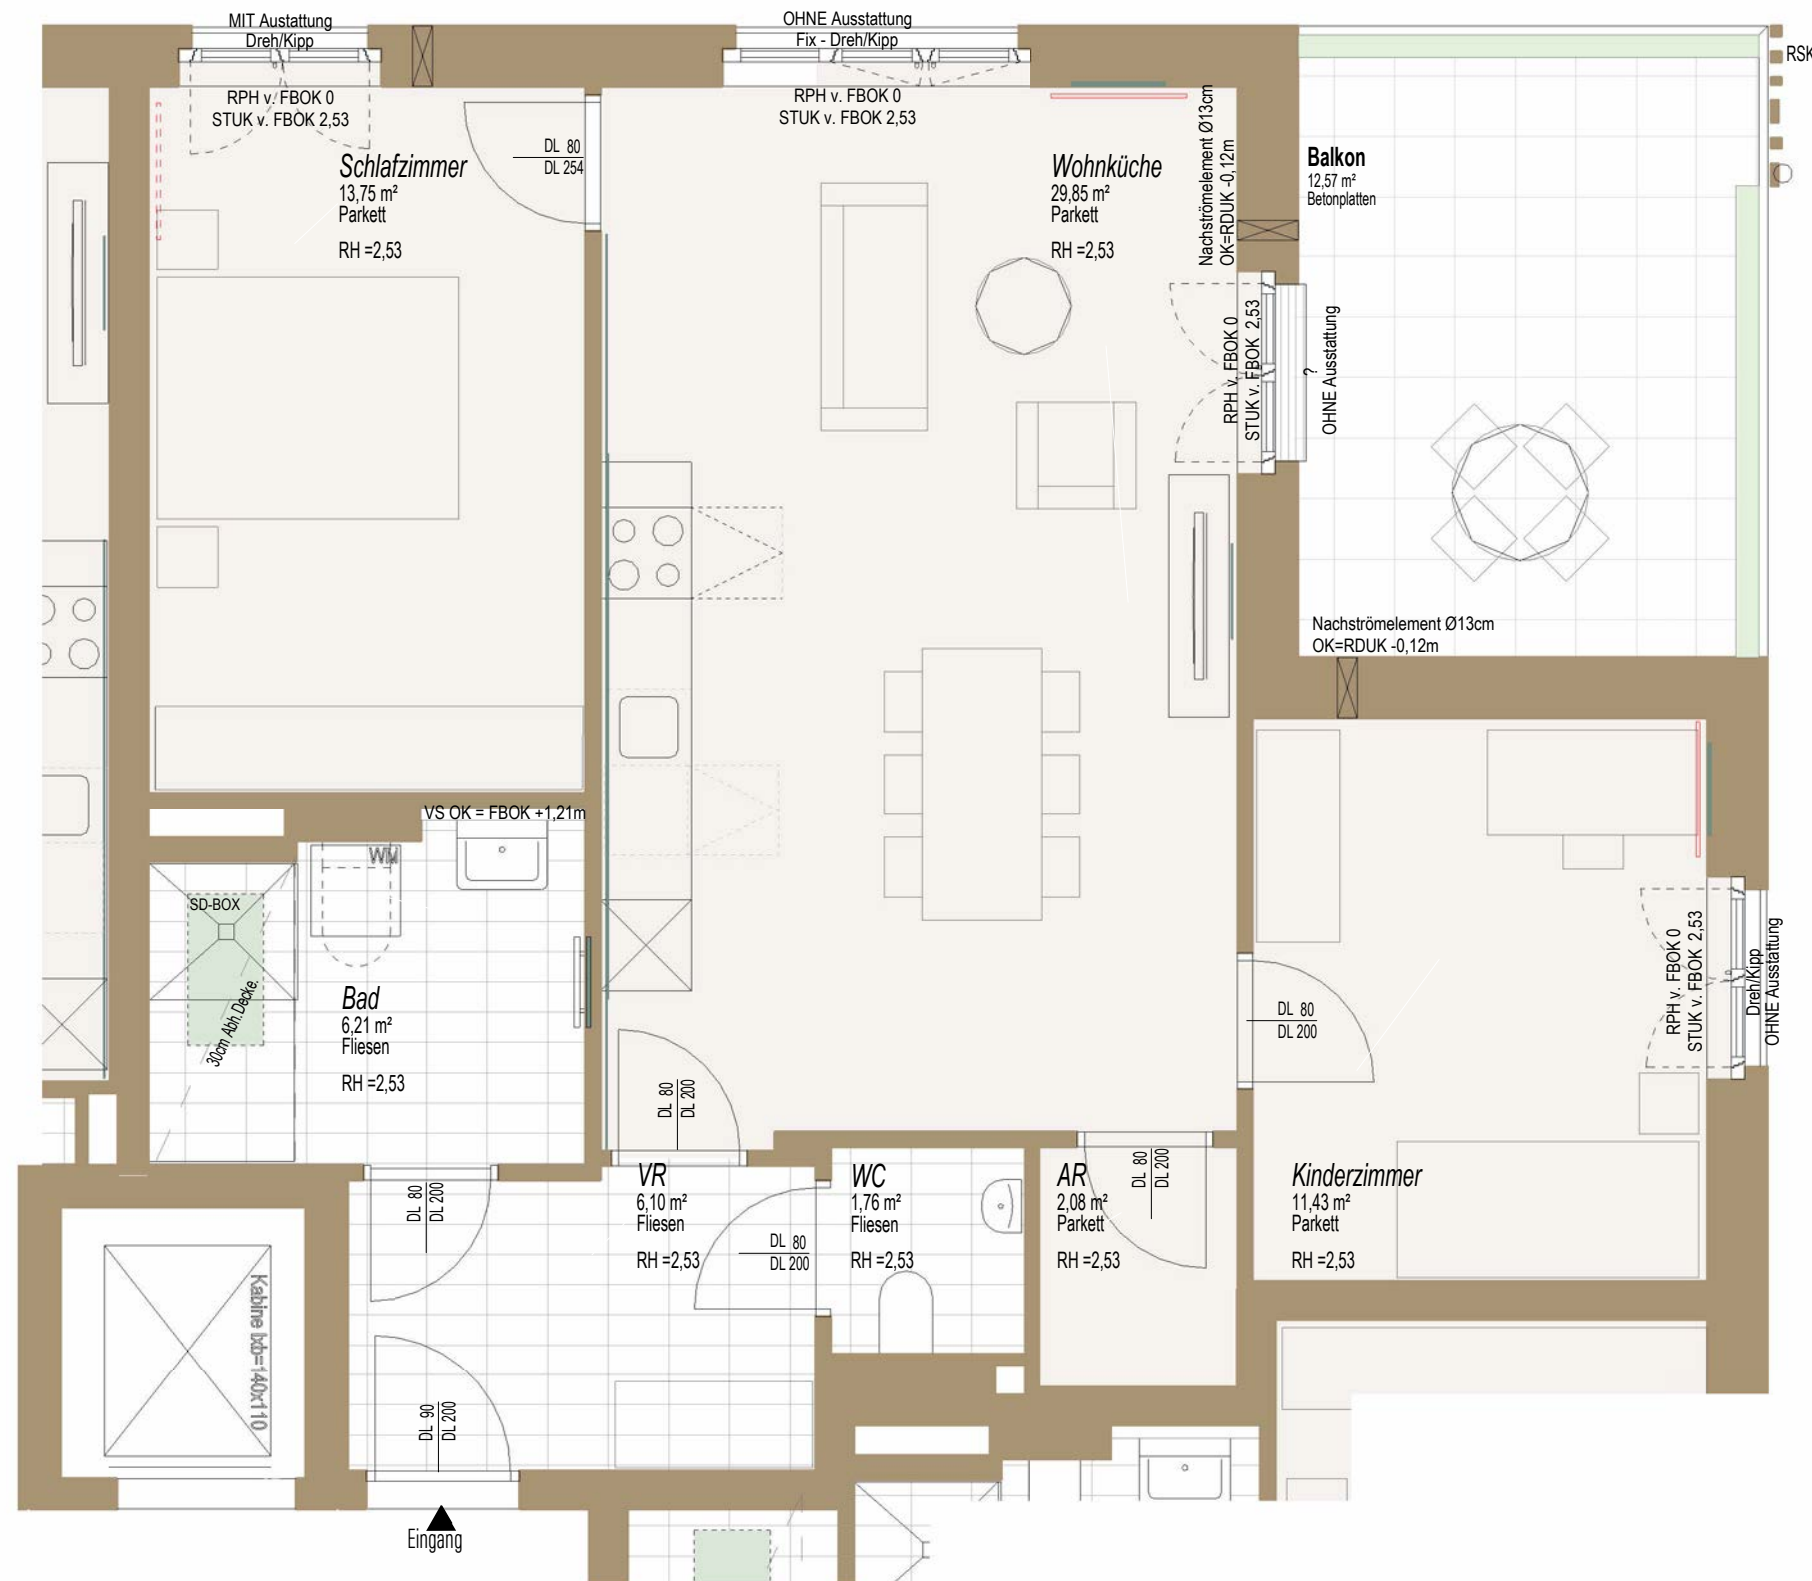 MIT Austattung
Dreh/Kipp
RPH v. FBOK 0
STUK v. FBOK 2,53
OHNE Ausstattung
Fix - Dreh/Kipp
RPH v. FBOK 0
STUK v. FBOK 2,53
RSK
Schlafzimmer
13,75 m²
Parkett
RH =2,53
DL 80
DL 254
Wohnküche
29,85 m²
Parkett
RH =2,53
Nachströmelement Ø13cm
OK=RDUK -0,12m
Balkon
12,57 m²
Betonplatten
RPH v. FBOK 0
STUK v. FBOK 2,53
?
OHNE Ausstattung
Nachströmelement Ø13cm
OK=RDUK -0,12m
VS OK = FBOK +1,21m
WM
SD-BOX
30cm Abh.Decke.
Bad
6,21 m²
Fliesen
RH =2,53
DL 80
DL 200
DL 80
DL 200
RPH v. FBOK 0
STUK v. FBOK 2,53
Dreh/Kipp
OHNE Ausstattung
VR
6,10 m²
Fliesen
RH =2,53
DL 80
DL 200
DL 80
DL 200
WC
1,76 m²
Fliesen
RH =2,53
AR
2,08 m²
Parkett
RH =2,53
DL 80
DL 200
Kinderzimmer
11,43 m²
Parkett
RH =2,53
Kabine lxb=140x110
DL 90
DL 200
Eingang